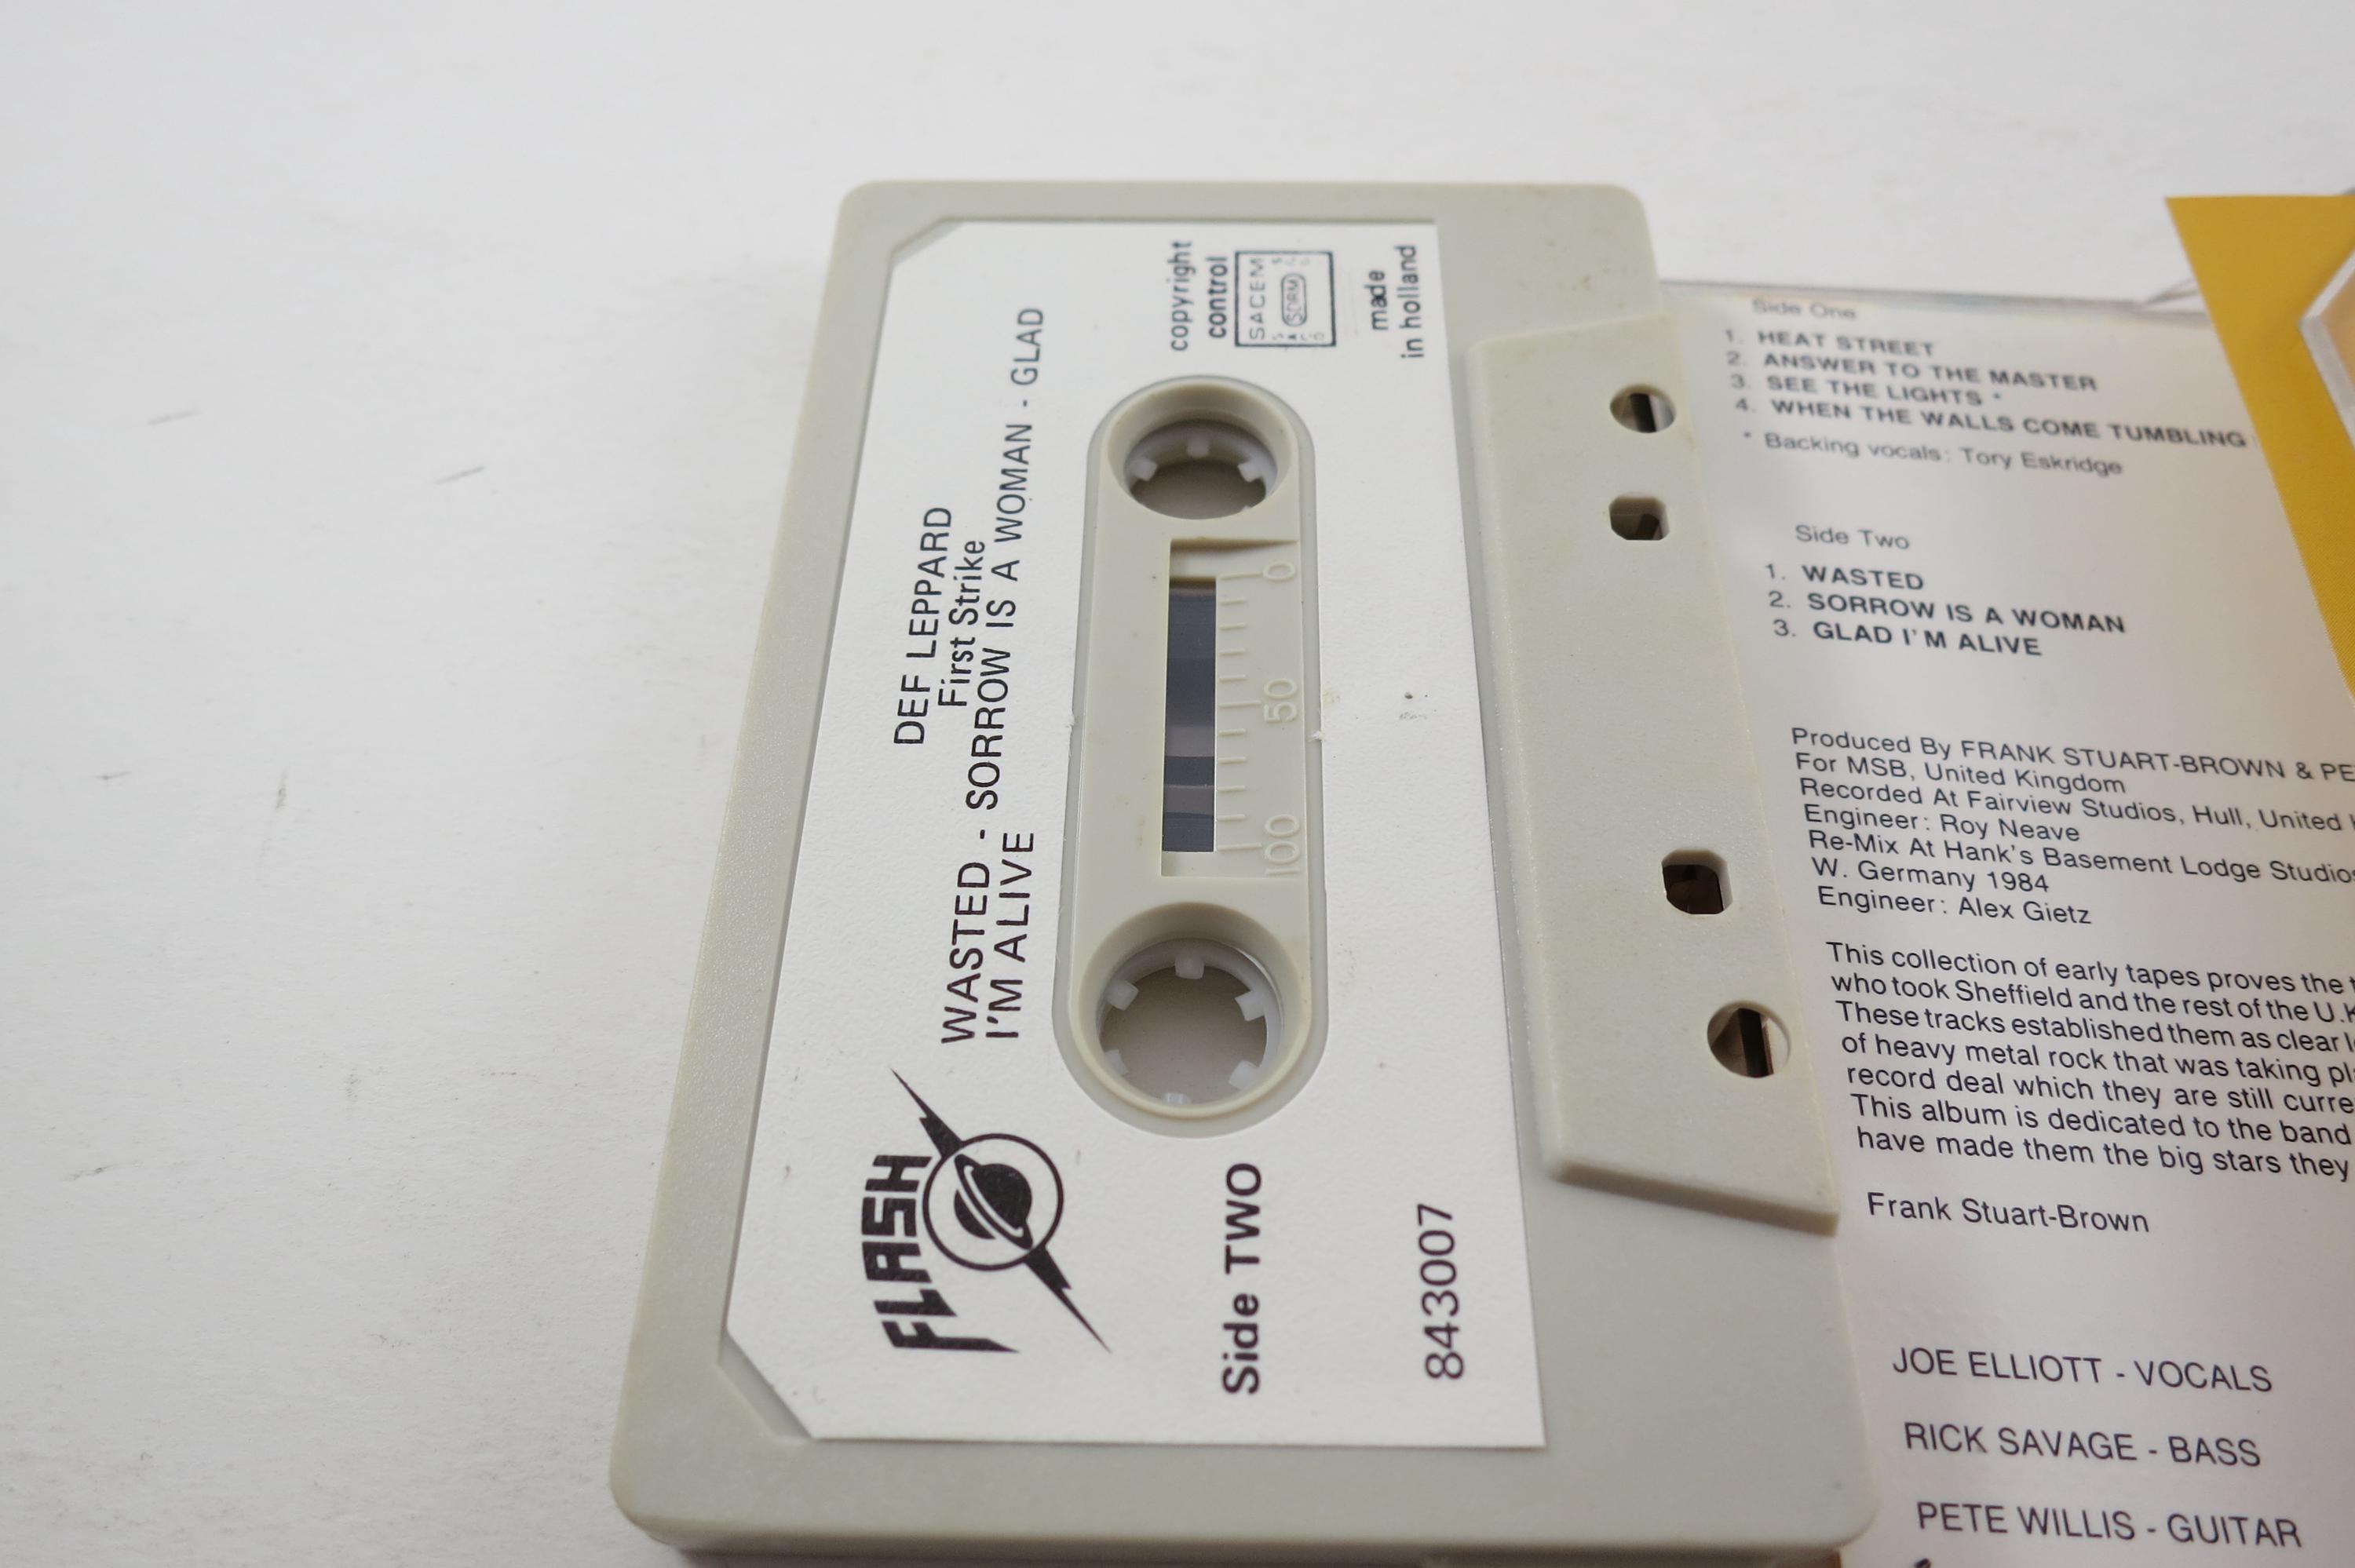 DEF LEPPARD
First Strike
WASTED - SORROW IS A WOMAN - GLAD
I'M ALIVE
FLASH
copyright
control
SACEM
SDRM
made
in holland
0
50
100
Side TWO
843007
Side One
1. HEAT STREET
2. ANSWER TO THE MASTER
3. SEE THE LIGHTS *
4. WHEN THE WALLS COME TUMBLING
* Backing vocals: Tory Eskridge
Side Two
1. WASTED
2. SORROW IS A WOMAN
3. GLAD I'M ALIVE
Produced By FRANK STUART-BROWN & PE
For MSB, United Kingdom
Recorded At Fairview Studios, Hull, United
Engineer: Roy Neave
Re-Mix At Hank's Basement Lodge Studios
W. Germany 1984
Engineer: Alex Gietz
This collection of early tapes proves the
who took Sheffield and the rest of the U.K
These tracks established them as clear
of heavy metal rock that was taking pl
record deal which they are still curre
This album is dedicated to the band
have made them the big stars they
Frank Stuart-Brown
JOE ELLIOTT - VOCALS
RICK SAVAGE - BASS
PETE WILLIS - GUITAR